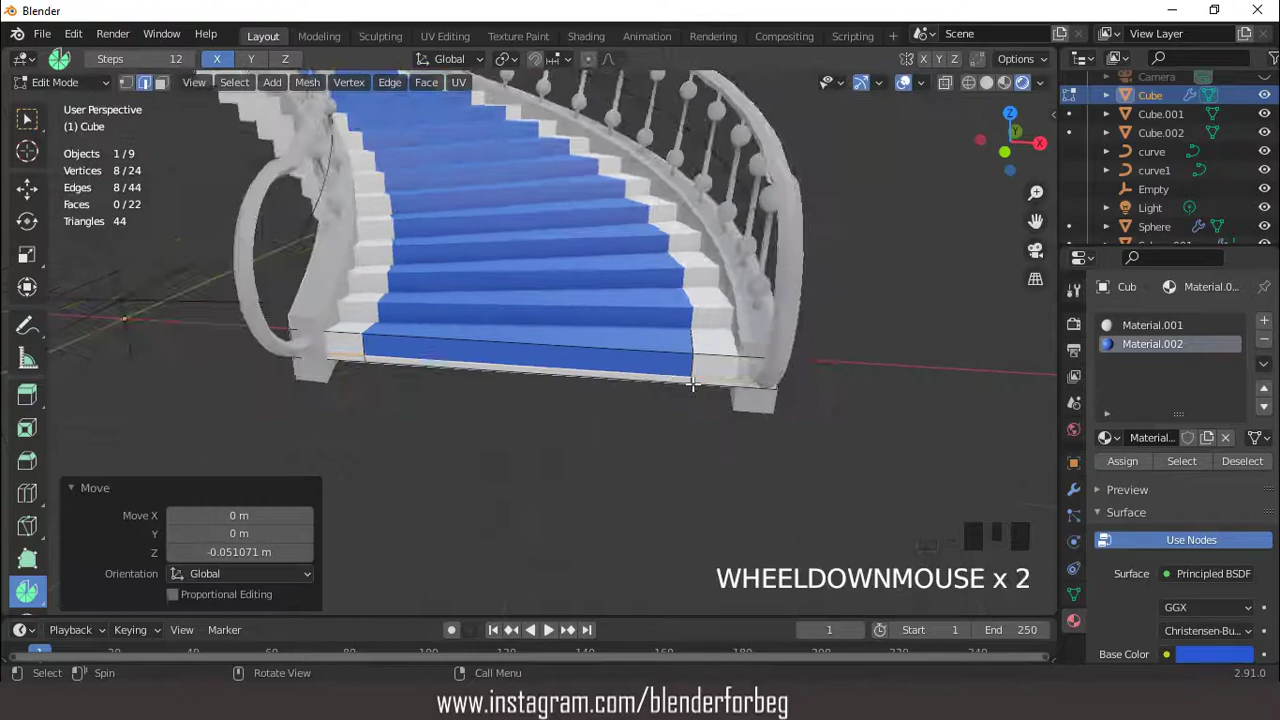 Blender
File Edit Render Window Help Layout Modeling Sculpting UV Editing Texture Paint Shading Animation Rendering Compositing Scripting + Scene View Layer
Steps 12 X Y Z Global X Y Z Options
Edit Mode View Select Add Mesh Vertex Edge Face UV
User Perspective
(1) Cube
Objects 1/9
Vertices 8/24
Edges 8/44
Faces 0/22
Triangles 44
Z
Y
X
Camera
Cube
Cube.001
Cube.002
curve
curve1
Empty
Light
Sphere
Cub Material.0...
Material.001
Material.002
Materia...
Assign Select Deselect
Preview
Surface
Use Nodes
Surface Principled BSDF
GGX
Christensen-Bu...
Base Color
Move
Move X 0 m
Y 0 m
Z -0.051071 m
Orientation Global
Proportional Editing
WHEELDOWNMOUSE x 2
Playback Keying View Marker 1 Start 1 End 250
Select Spin Rotate View Call Menu 2.91.0
www.instagram.com/blenderforbeg